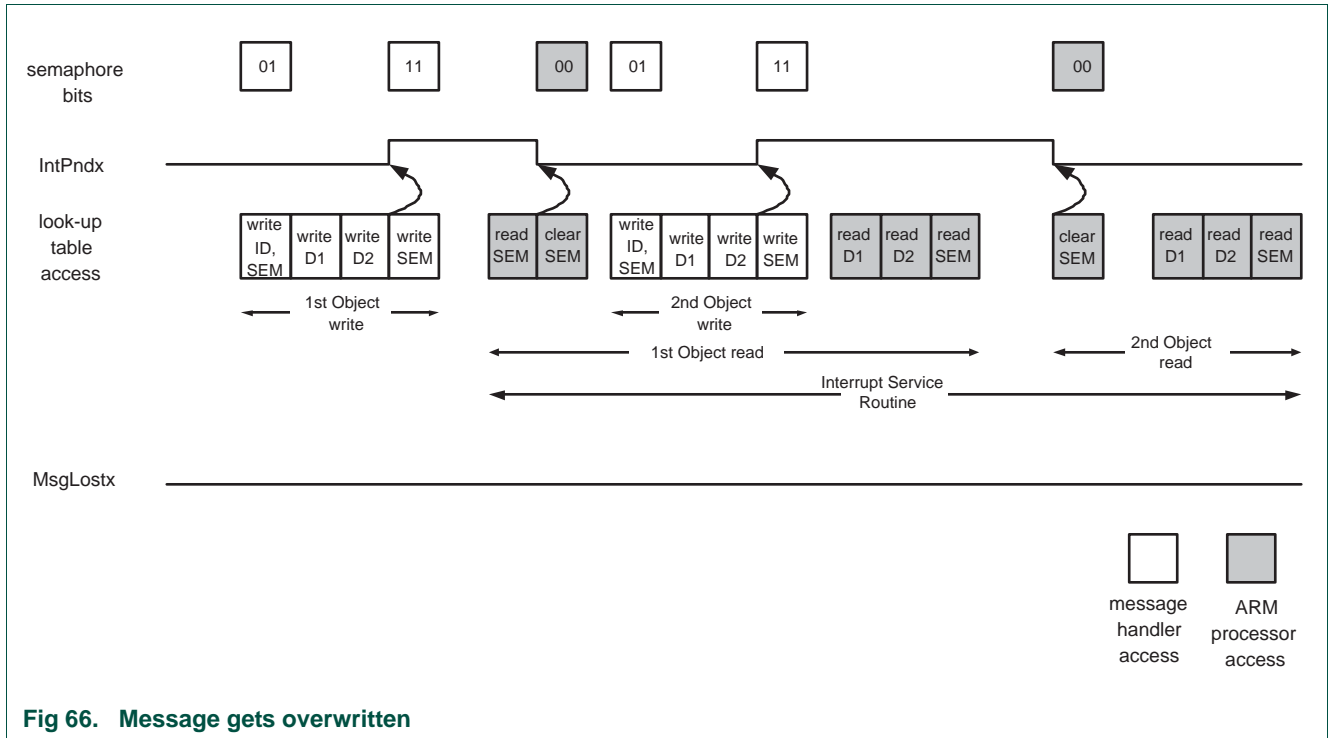 semaphore
bits
01
11
00
01
11
00
IntPndx
look-up
table
access
write
ID,
SEM
write
D1
write
D2
write
SEM
read
SEM
clear
SEM
write
ID,
SEM
write
D1
write
D2
write
SEM
read
D1
read
D2
read
SEM
clear
SEM
read
D1
read
D2
read
SEM
1st Object
write
2nd Object
write
1st Object read
2nd Object
read
Interrupt Service
Routine
MsgLostx
message
handler
access
ARM
processor
access
Fig 66. Message gets overwritten